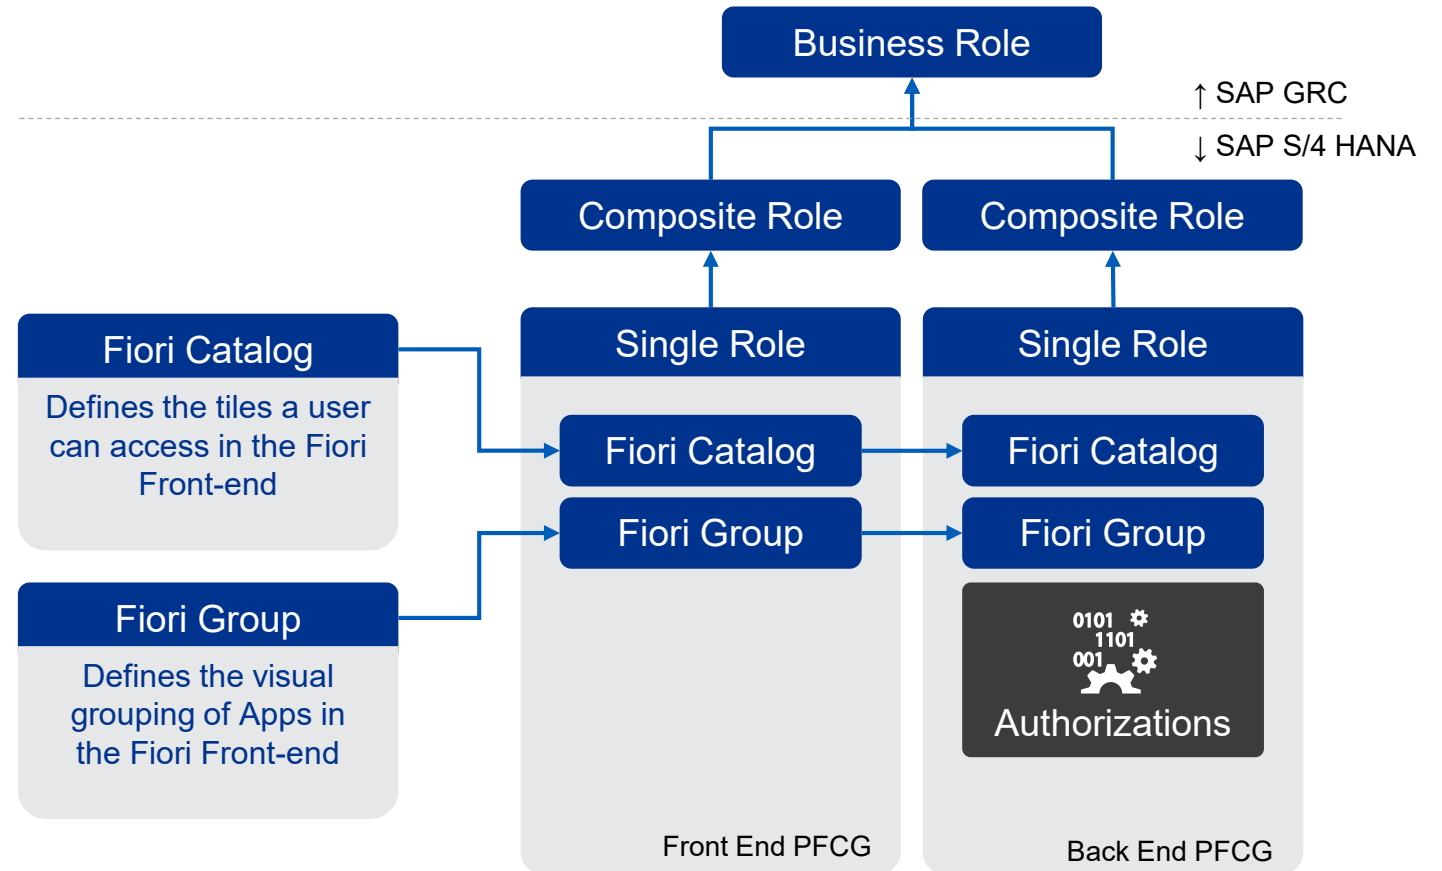 Business Role
↑ SAP GRC
↓ SAP S/4 HANA
Composite Role
Composite Role
Fiori Catalog
Defines the tiles a user
can access in the Fiori
Front-end
Fiori Group
Defines the visual
grouping of Apps in
the Fiori Front-end
Single Role
Fiori Catalog
Fiori Group
Front End PFCG
Single Role
Fiori Catalog
Fiori Group
0101
1101
001
Authorizations
Back End PFCG